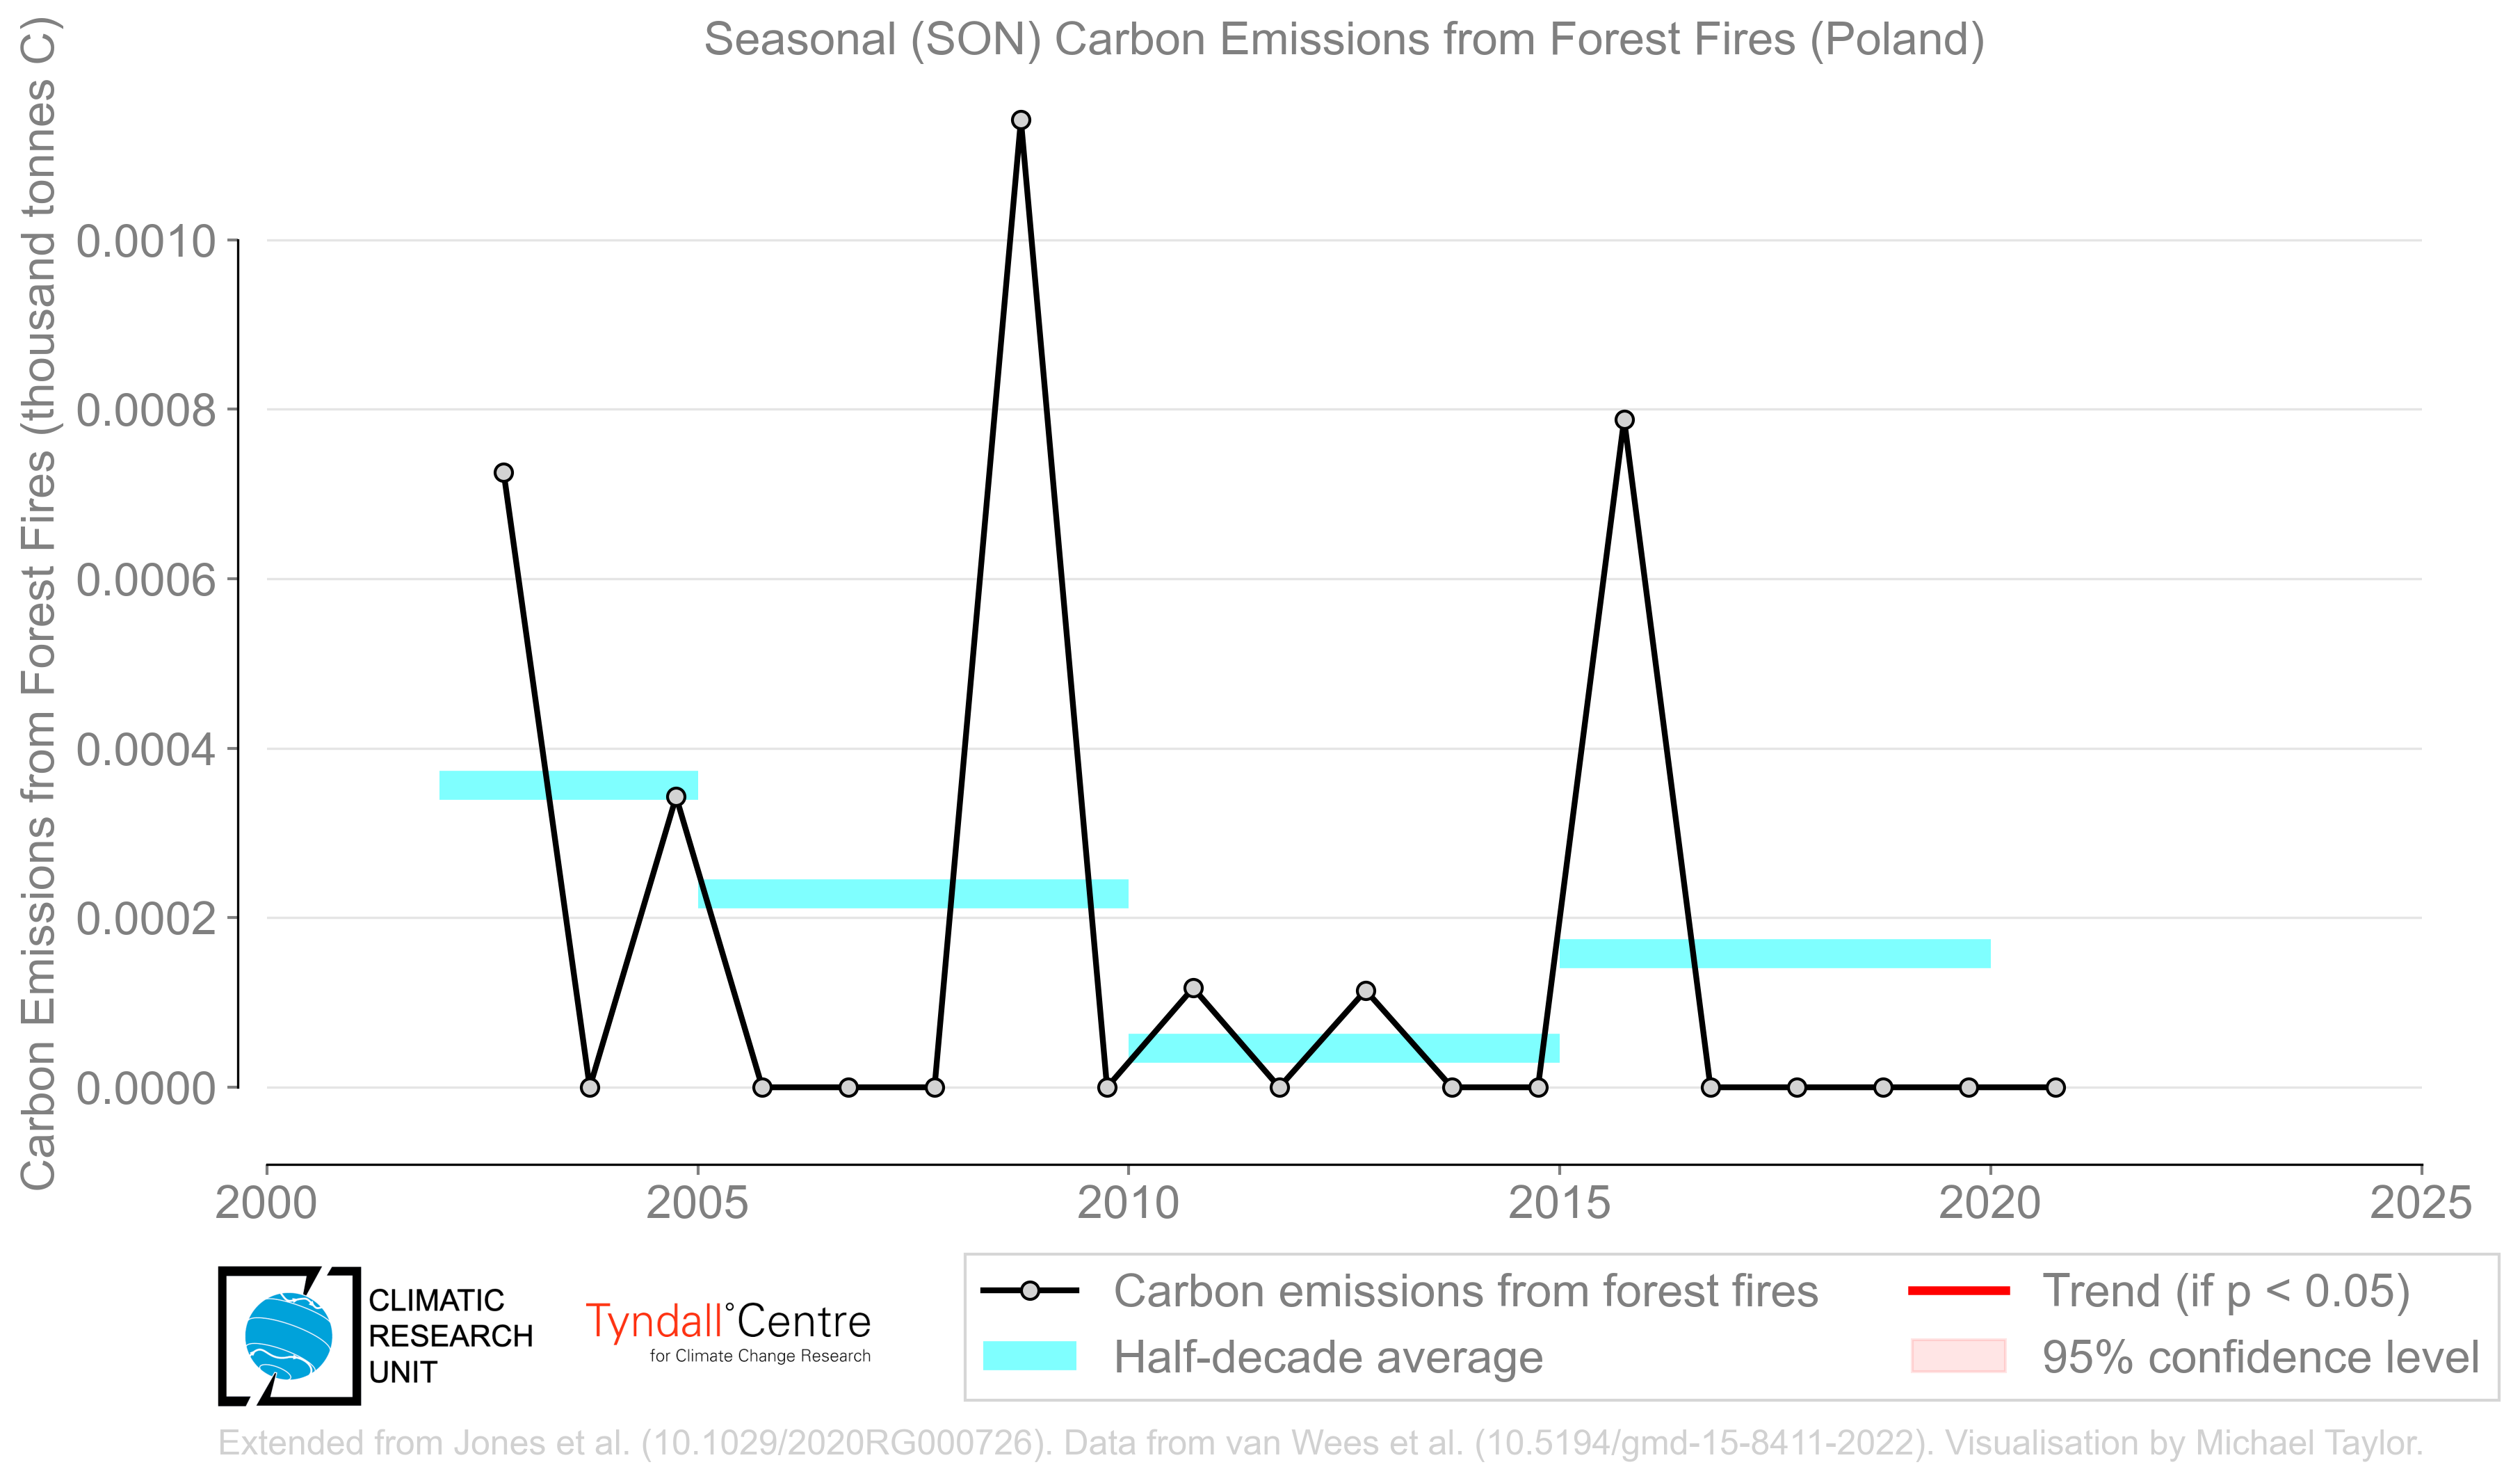 Seasonal (SON) Carbon Emissions from Forest Fires (Poland)
Carbon Emissions from Forest Fires (thousand tonnes C)
0.0010
0.0008
0.0006
0.0004
0.0002
0.0000
2000 2005 2010 2015 2020 2025
CLIMATIC
RESEARCH
UNIT
Tyndall°Centre
for Climate Change Research
Carbon emissions from forest fires
Half-decade average
Trend (if p < 0.05)
95% confidence level
Extended from Jones et al. (10.1029/2020RG000726). Data from van Wees et al. (10.5194/gmd-15-8411-2022). Visualisation by Michael Taylor.